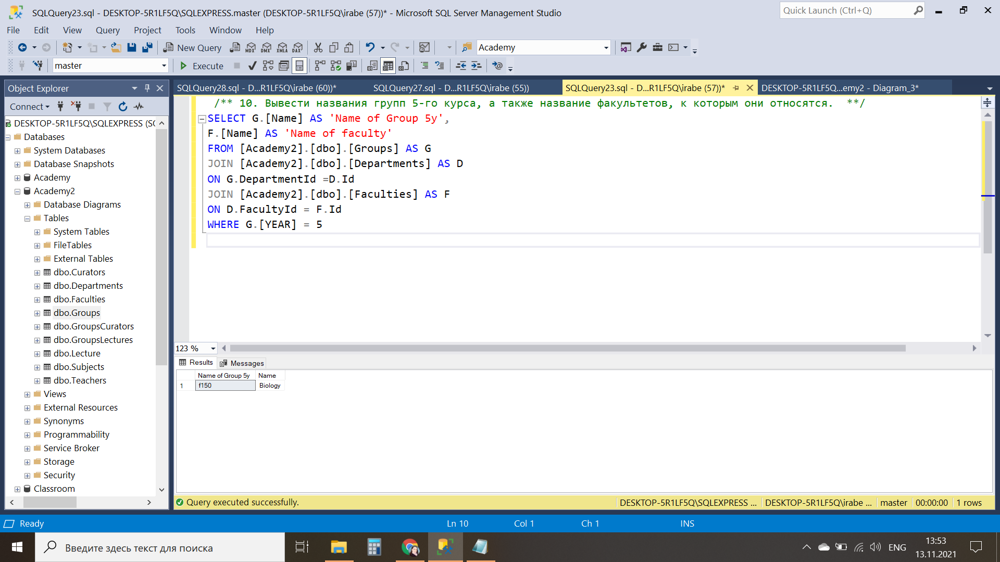 SQLQuery23.sql - DESKTOP-5R1LF5Q\SQLEXPRESS.master (DESKTOP-5R1LF5Q\irabe (57))* - Microsoft SQL Server Management Studio
Quick Launch (Ctrl+Q)
File Edit View Query Project Tools Window Help
New Query MDX DMX XMLA DAX Academy
master Execute
Object Explorer
SQLQuery28.sql - D...R1LF5Q\irabe (60))* SQLQuery27.sql - D...R1LF5Q\irabe (55)) SQLQuery23.sql - D...R1LF5Q\irabe (57))* DESKTOP-5R1LF5Q...emy2 - Diagram_3*
Connect
DESKTOP-5R1LF5Q\SQLEXPRESS (SQ
Databases
System Databases
Database Snapshots
Academy
Academy2
Database Diagrams
Tables
System Tables
FileTables
External Tables
dbo.Curators
dbo.Departments
dbo.Faculties
dbo.Groups
dbo.GroupsCurators
dbo.GroupsLectures
dbo.Lecture
dbo.Subjects
dbo.Teachers
Views
External Resources
Synonyms
Programmability
Service Broker
Storage
Security
Classroom
/** 10. Вывести названия групп 5-го курса, а также название факультетов, к которым они относятся.  **/
SELECT G.[Name] AS 'Name of Group 5y',
F.[Name] AS 'Name of faculty'
FROM [Academy2].[dbo].[Groups] AS G
JOIN [Academy2].[dbo].[Departments] AS D
ON G.DepartmentId =D.Id
JOIN [Academy2].[dbo].[Faculties] AS F
ON D.FacultyId = F.Id
WHERE G.[YEAR] = 5
123 %
Results Messages
Name of Group 5y Name
1 f150 Biology
Query executed successfully. DESKTOP-5R1LF5Q\SQLEXPRESS ... DESKTOP-5R1LF5Q\irabe ... master 00:00:00 1 rows
Ready Ln 10 Col 1 Ch 1 INS
Введите здесь текст для поиска
ENG
13:53
13.11.2021